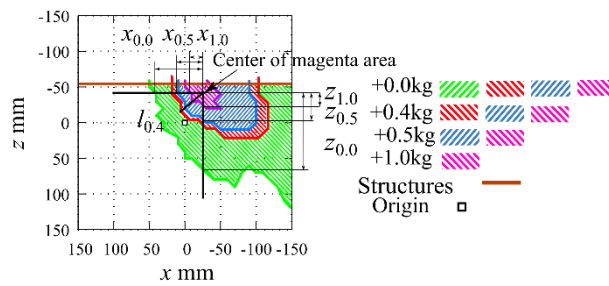 -150
-100
-50
0
50
100
150
z mm
150 100 50 0 -50 -100 -150
x mm
x0.0 x0.5 x1.0
Center of magenta area
l0.4
z1.0
z0.5
z0.0
+0.0kg
+0.4kg
+0.5kg
+1.0kg
Structures
Origin